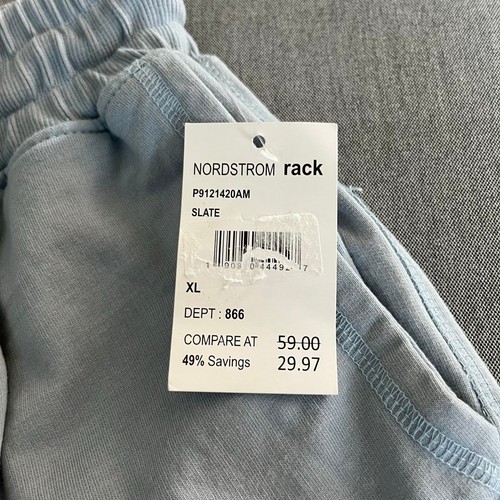 NORDSTROM rack
P9121420AM
SLATE
XL
DEPT : 866
COMPARE AT 59.00
49% Savings 29.97